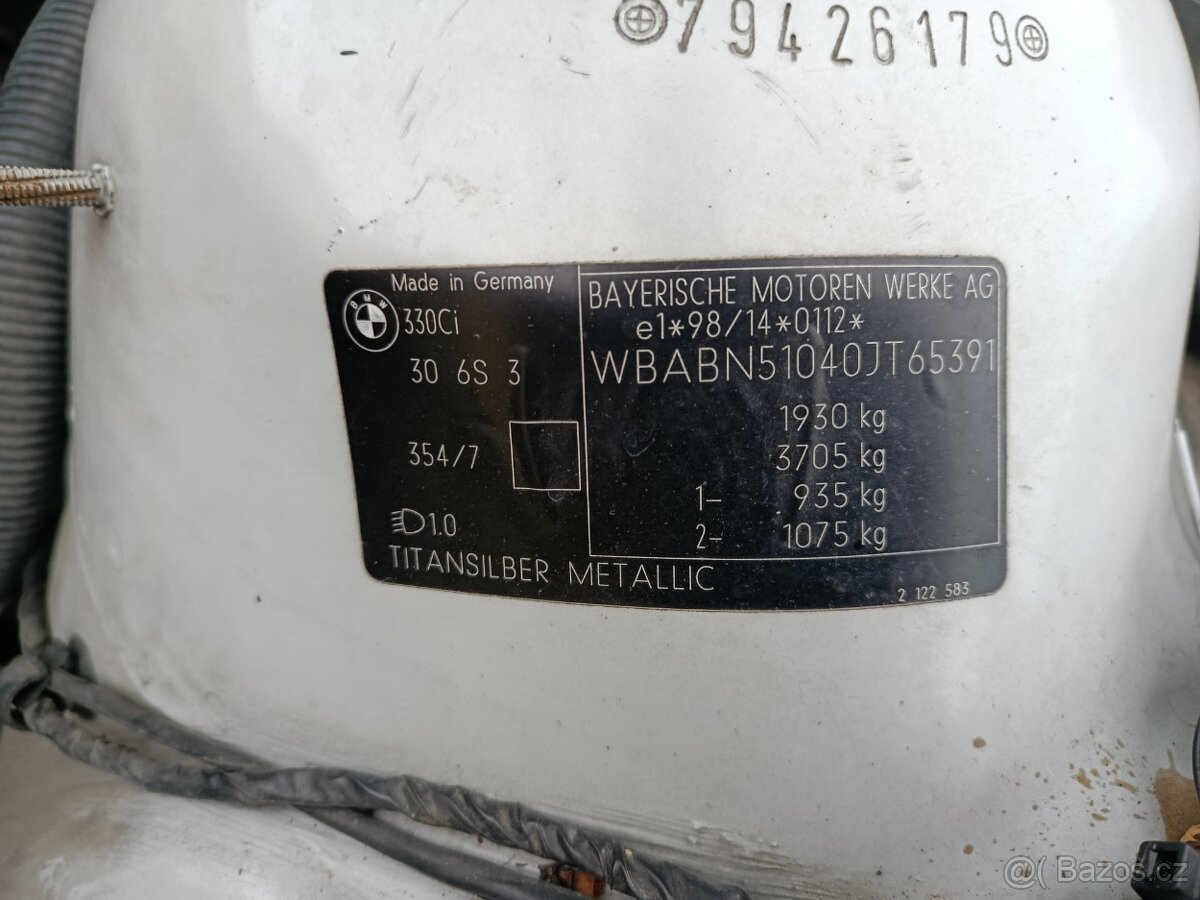 79426179
Made in Germany
BMW
330Ci
30 6S 3
354/7
1.0
TITANSILBER METALLIC
BAYERISCHE MOTOREN WERKE AG
e1*98/14*0112*
WBABN51040JT65391
1930 kg
3705 kg
1- 935 kg
2- 1075 kg
2 122 583
@( Bazoš.cz